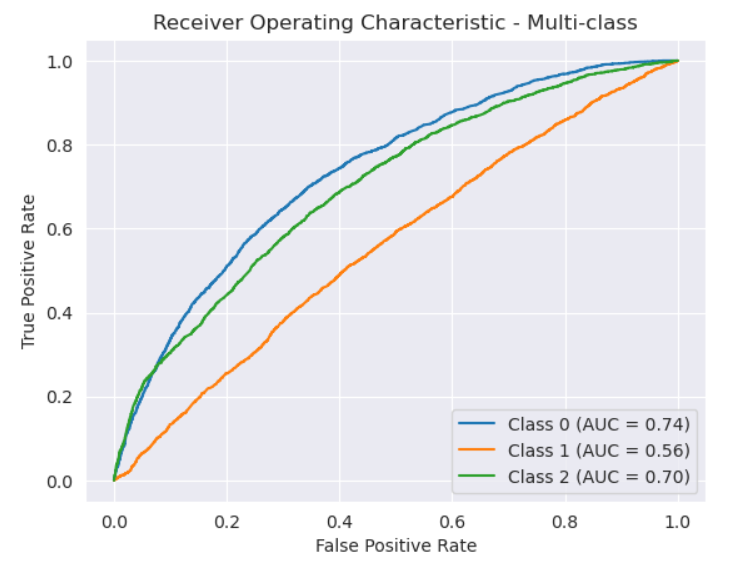 Receiver Operating Characteristic - Multi-class
True Positive Rate
1.0
0.8
0.6
0.4
0.2
0.0
Class 0 (AUC = 0.74)
Class 1 (AUC = 0.56)
Class 2 (AUC = 0.70)
0.0 0.2 0.4 0.6 0.8 1.0
False Positive Rate